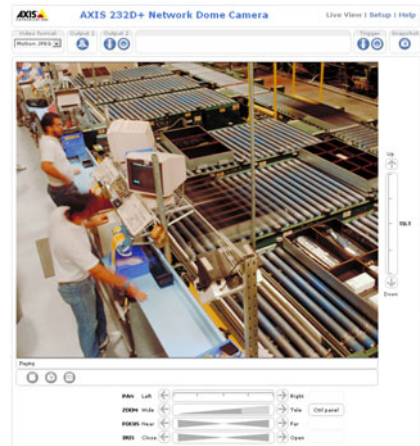 AXIS
AXIS 232D+ Network Dome Camera
Live View | Setup | Help
Video format
Output 1
Output 2
Trigger
Snapshot
Motion JPEG
Up
TILT
Down
PAN Left Right
ZOOM Wide Tele Ctrl panel
FOCUS Near Far
IRIS Close Open